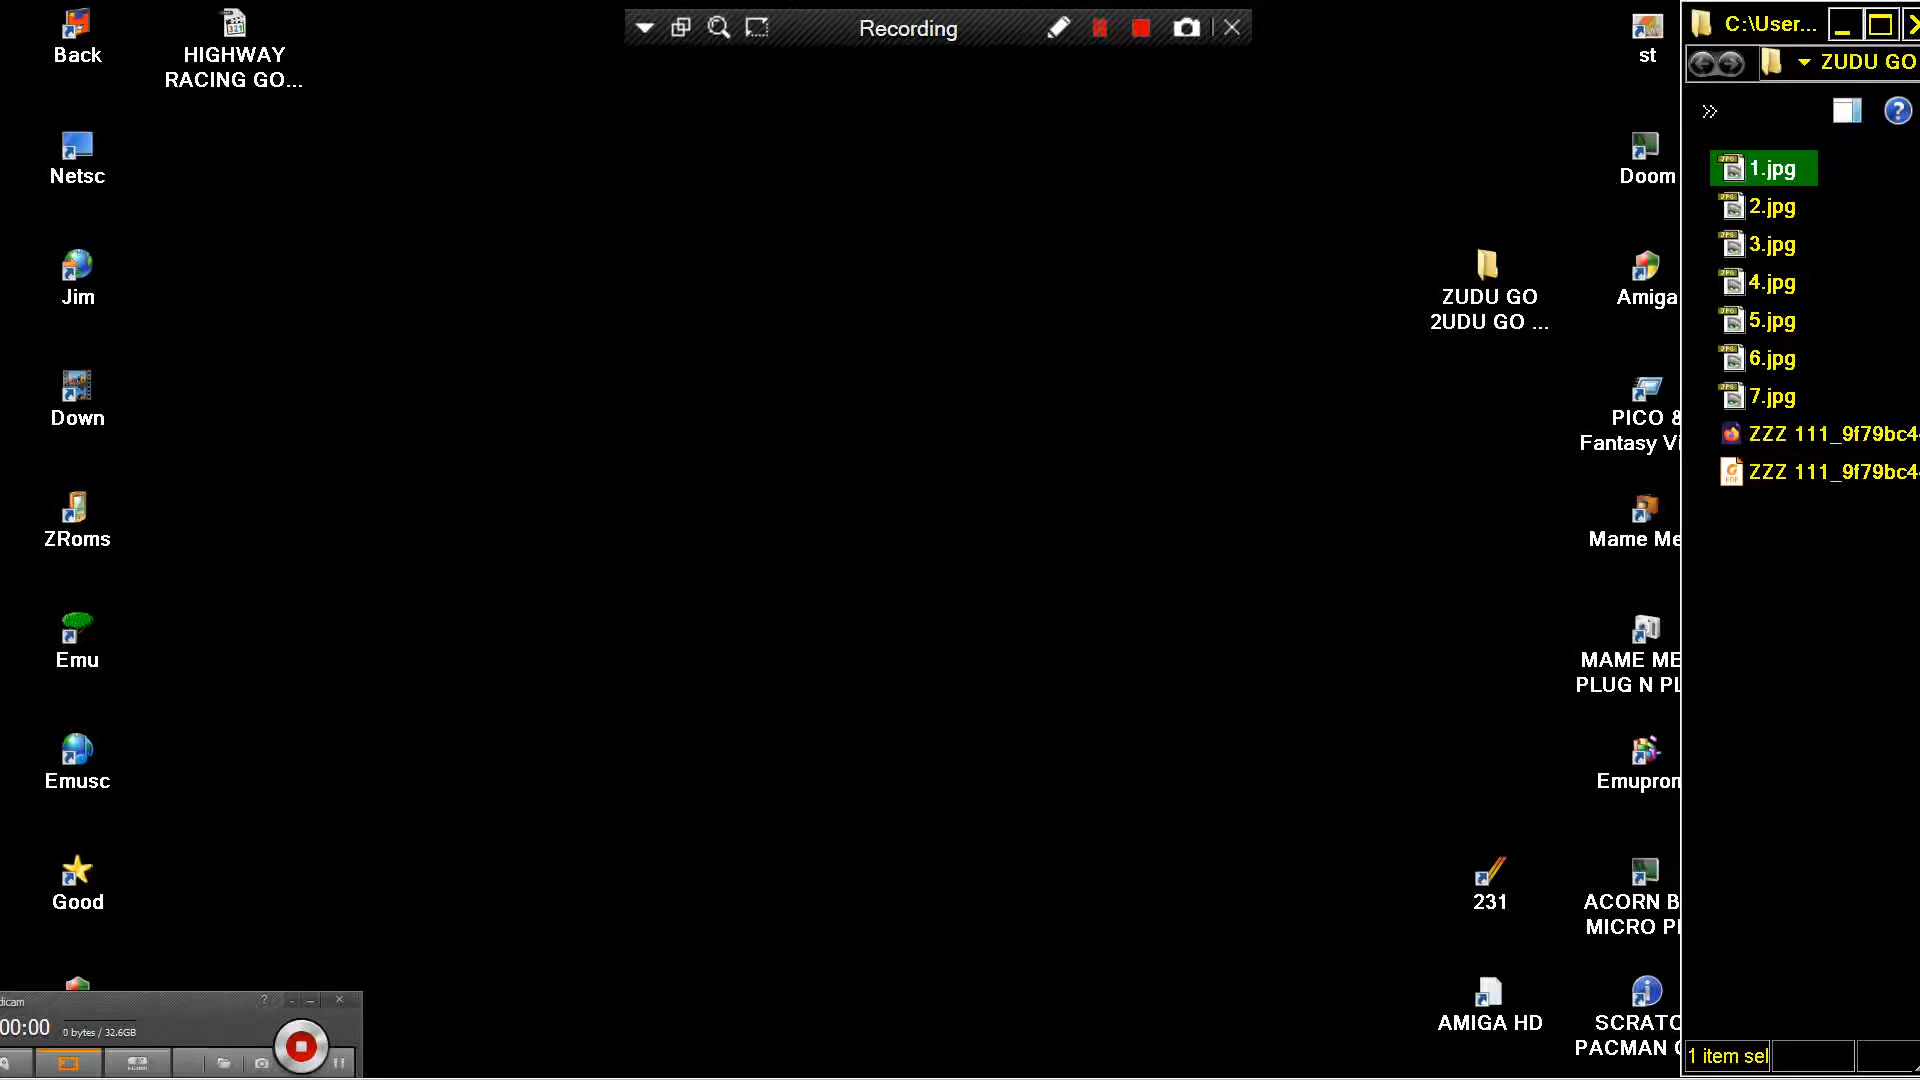 Back
HIGHWAY
RACING GO...
Recording
st
C:\User...
ZUDU GO
1.jpg
2.jpg
3.jpg
4.jpg
5.jpg
6.jpg
7.jpg
ZZZ 111_9f79bc4
ZZZ 111_9f79bc4
Netsc
Doom
Jim
ZUDU GO
2UDU GO ...
Amiga
Down
PICO 8
Fantasy Vi
ZRoms
Mame Me
Emu
MAME ME
PLUG N PL
Emusc
Emuprom
Good
231
ACORN B
MICRO P
AMIGA HD
SCRATC
PACMAN
dicam
00:00
0 bytes / 32.6GB
1 item sel